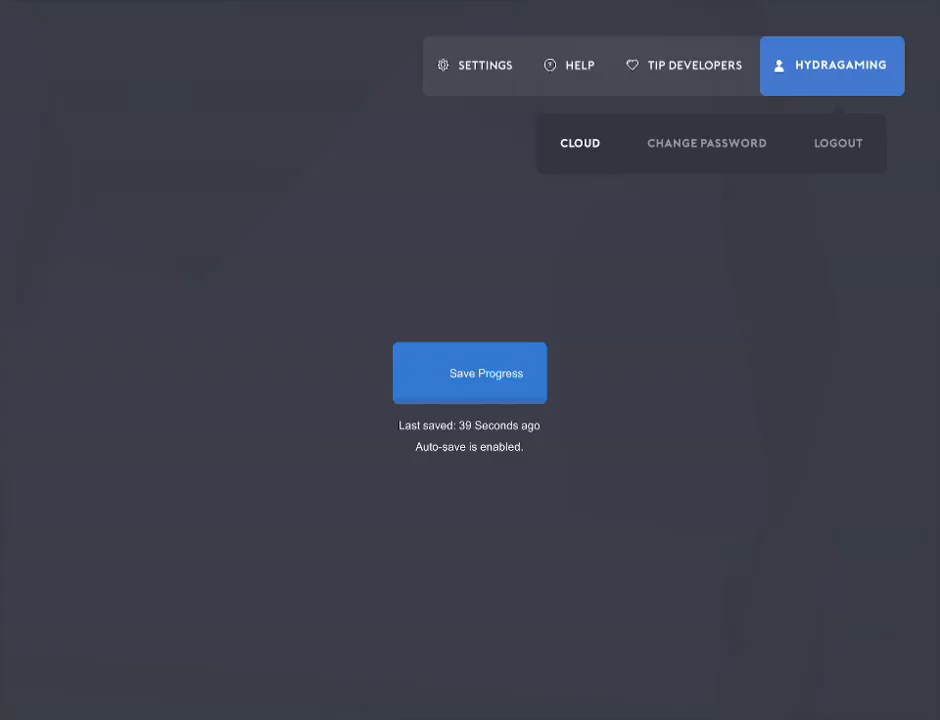 SETTINGS
HELP
TIP DEVELOPERS
HYDRAGAMING
CLOUD
CHANGE PASSWORD
LOGOUT
Save Progress
Last saved: 39 Seconds ago
Auto-save is enabled.